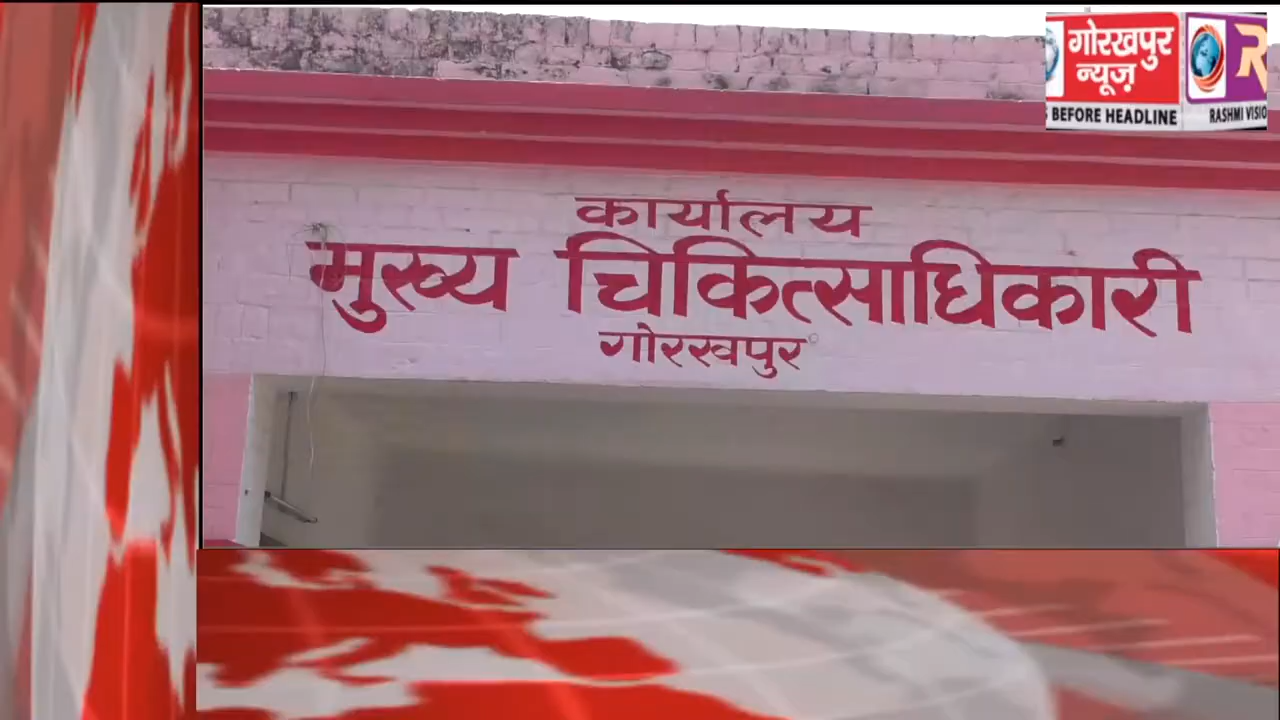 गोरखपुर
न्यूज़
BEFORE HEADLINE
R
RASHMI VISIO
कार्यालय
मुख्य चिकित्साधिकारी
गोरखपुर